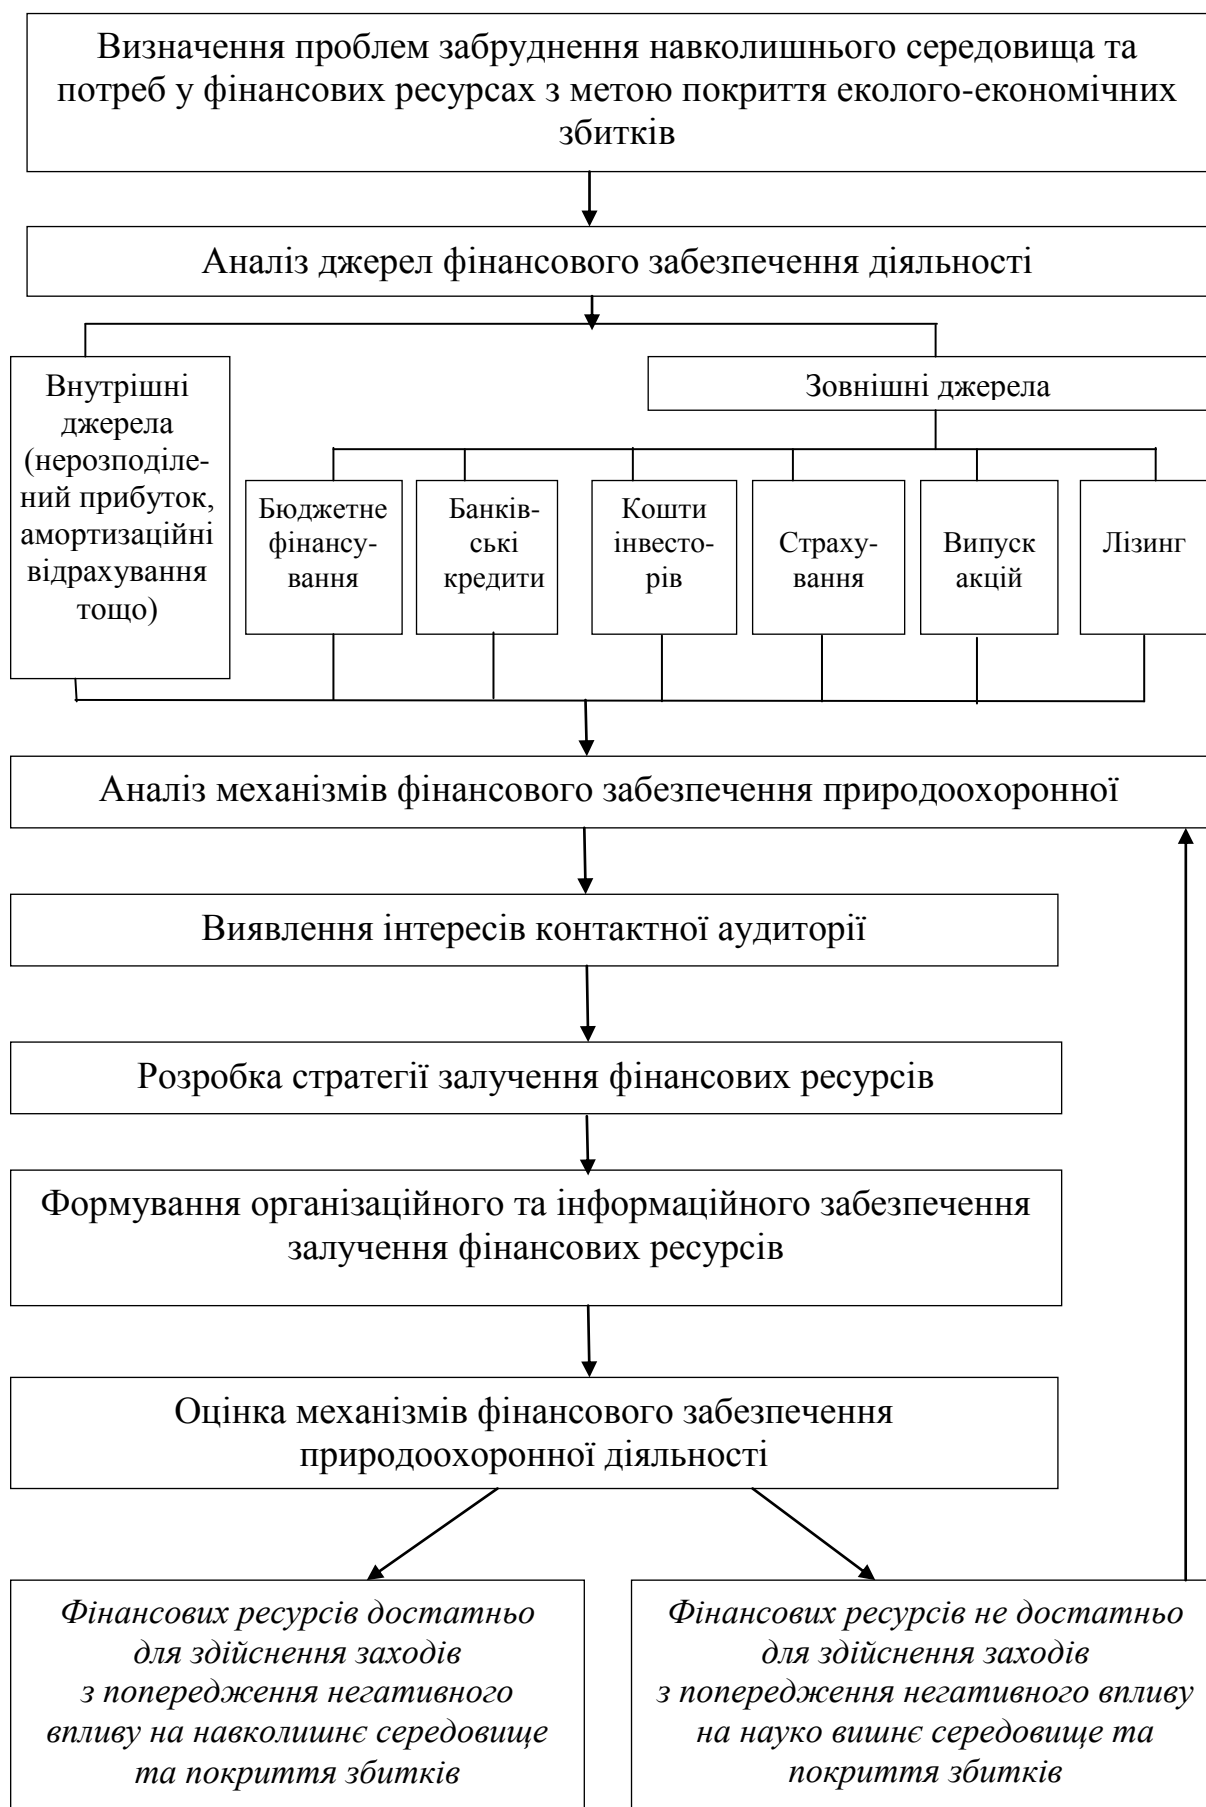 Визначення проблем забруднення навколишнього середовища та
потреб у фінансових ресурсах з метою покриття еколого-економічних
збитків
Аналіз джерел фінансового забезпечення діяльності
Внутрішні
джерела
(нерозподіле-
ний прибуток,
амортизаційні
відрахування
тощо)
Зовнішні джерела
Бюджетне
фінансу-
вання
Банків-
ські
кредити
Кошти
інвесто-
рів
Страху-
вання
Випуск
акцій
Лізинг
Аналіз механізмів фінансового забезпечення природоохоронної
Виявлення інтересів контактної аудиторії
Розробка стратегії залучення фінансових ресурсів
Формування організаційного та інформаційного забезпечення
залучення фінансових ресурсів
Оцінка механізмів фінансового забезпечення
природоохоронної діяльності
Фінансових ресурсів достатньо
для здійснення заходів
з попередження негативного
впливу на навколишнє середовище
та покриття збитків
Фінансових ресурсів не достатньо
для здійснення заходів
з попередження негативного впливу
на науко вишнє середовище та
покриття збитків